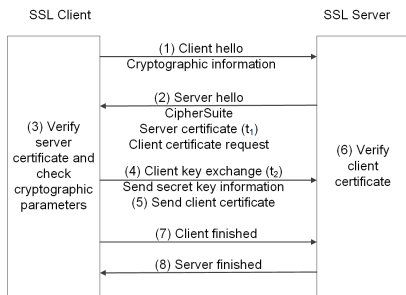 SSL Client
SSL Server
(1) Client hello
Cryptographic information
(2) Server hello
CipherSuite
Server certificate (t₁)
Client certificate request
(3) Verify
server
certificate and
check
cryptographic
parameters
(4) Client key exchange (t₂)
Send secret key information
(5) Send client certificate
(6) Verify
client
certificate
(7) Client finished
(8) Server finished